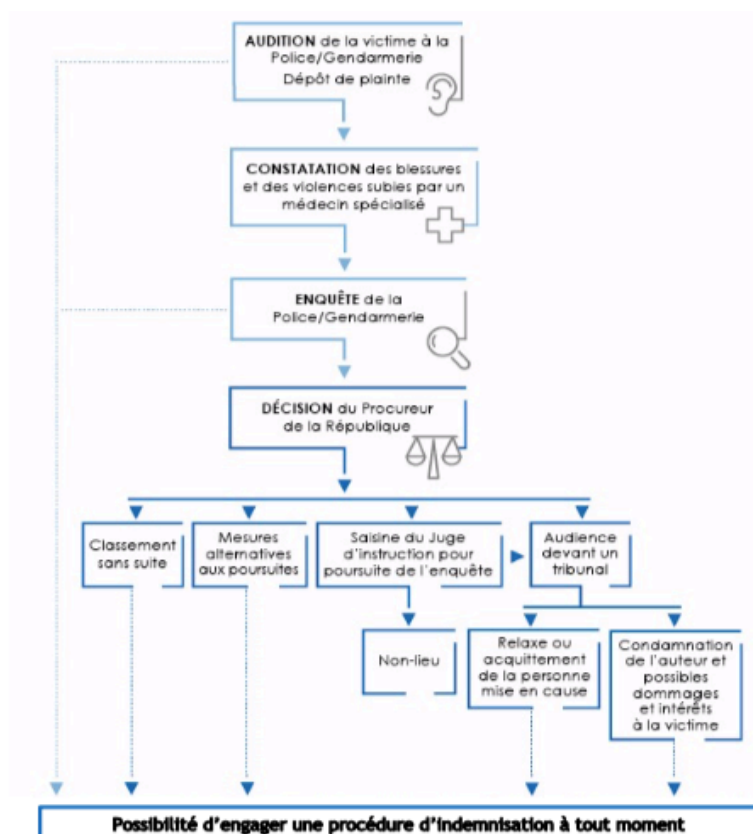 AUDITION de la victime à la
Police/Gendarmerie
Dépôt de plainte
CONSTATATION des blessures
et des violences subies par un
médecin spécialisé
ENQUÊTE de la
Police/Gendarmerie
DÉCISION du Procureur
de la République
Classement
sans suite
Mesures
alternatives
aux poursuites
Saisine du Juge
d'instruction pour
poursuite de l'enquête
Audience
devant un
tribunal
Non-lieu
Relaxe ou
acquittement
de la personne
mise en cause
Condamnation
de l'auteur et
possibles
dommages
et intérêts
à la victime
Possibilité d'engager une procédure d'indemnisation à tout moment